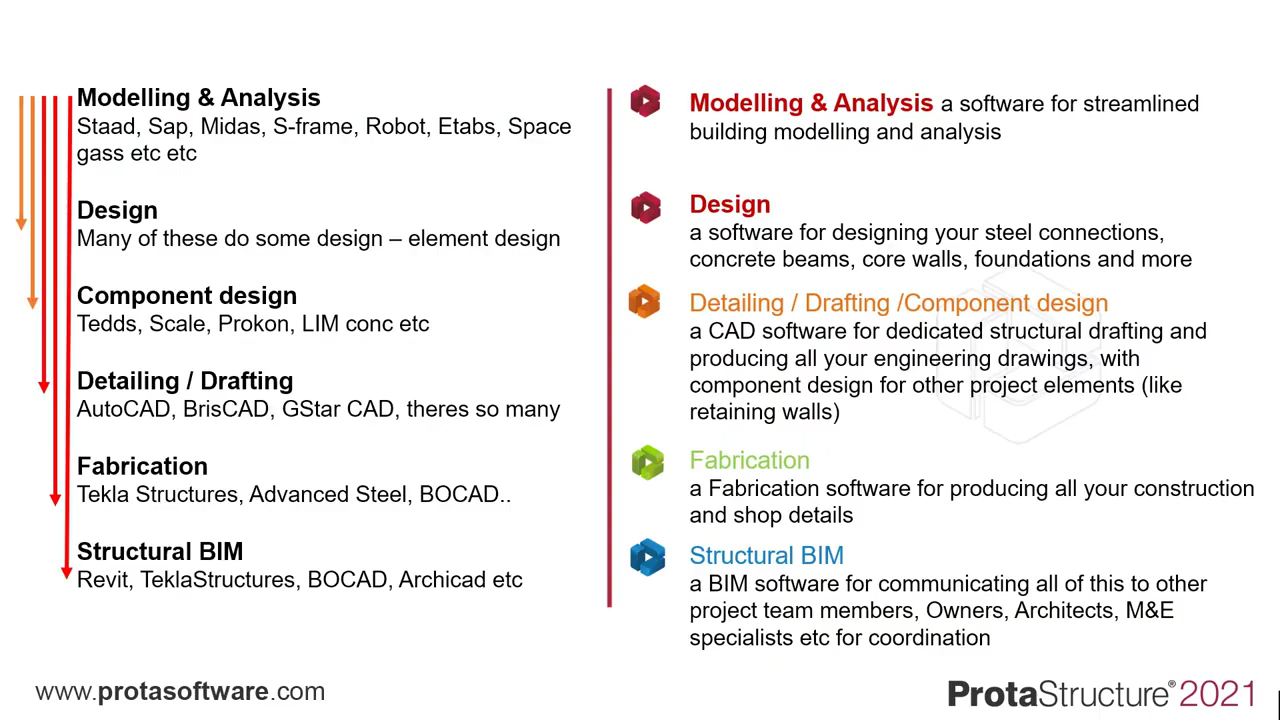 Modelling & Analysis
Staad, Sap, Midas, S-frame, Robot, Etabs, Space
gass etc etc
Design
Many of these do some design – element design
Component design
Tedds, Scale, Prokon, LIM conc etc
Detailing / Drafting
AutoCAD, BrisCAD, GStar CAD, theres so many
Fabrication
Tekla Structures, Advanced Steel, BOCAD..
Structural BIM
Revit, TeklaStructures, BOCAD, Archicad etc
Modelling & Analysis a software for streamlined
building modelling and analysis
Design
a software for designing your steel connections,
concrete beams, core walls, foundations and more
Detailing / Drafting /Component design
a CAD software for dedicated structural drafting and
producing all your engineering drawings, with
component design for other project elements (like
retaining walls)
Fabrication
a Fabrication software for producing all your construction
and shop details
Structural BIM
a BIM software for communicating all of this to other
project team members, Owners, Architects, M&E
specialists etc for coordination
www.protasoftware.com
ProtaStructure® 2021